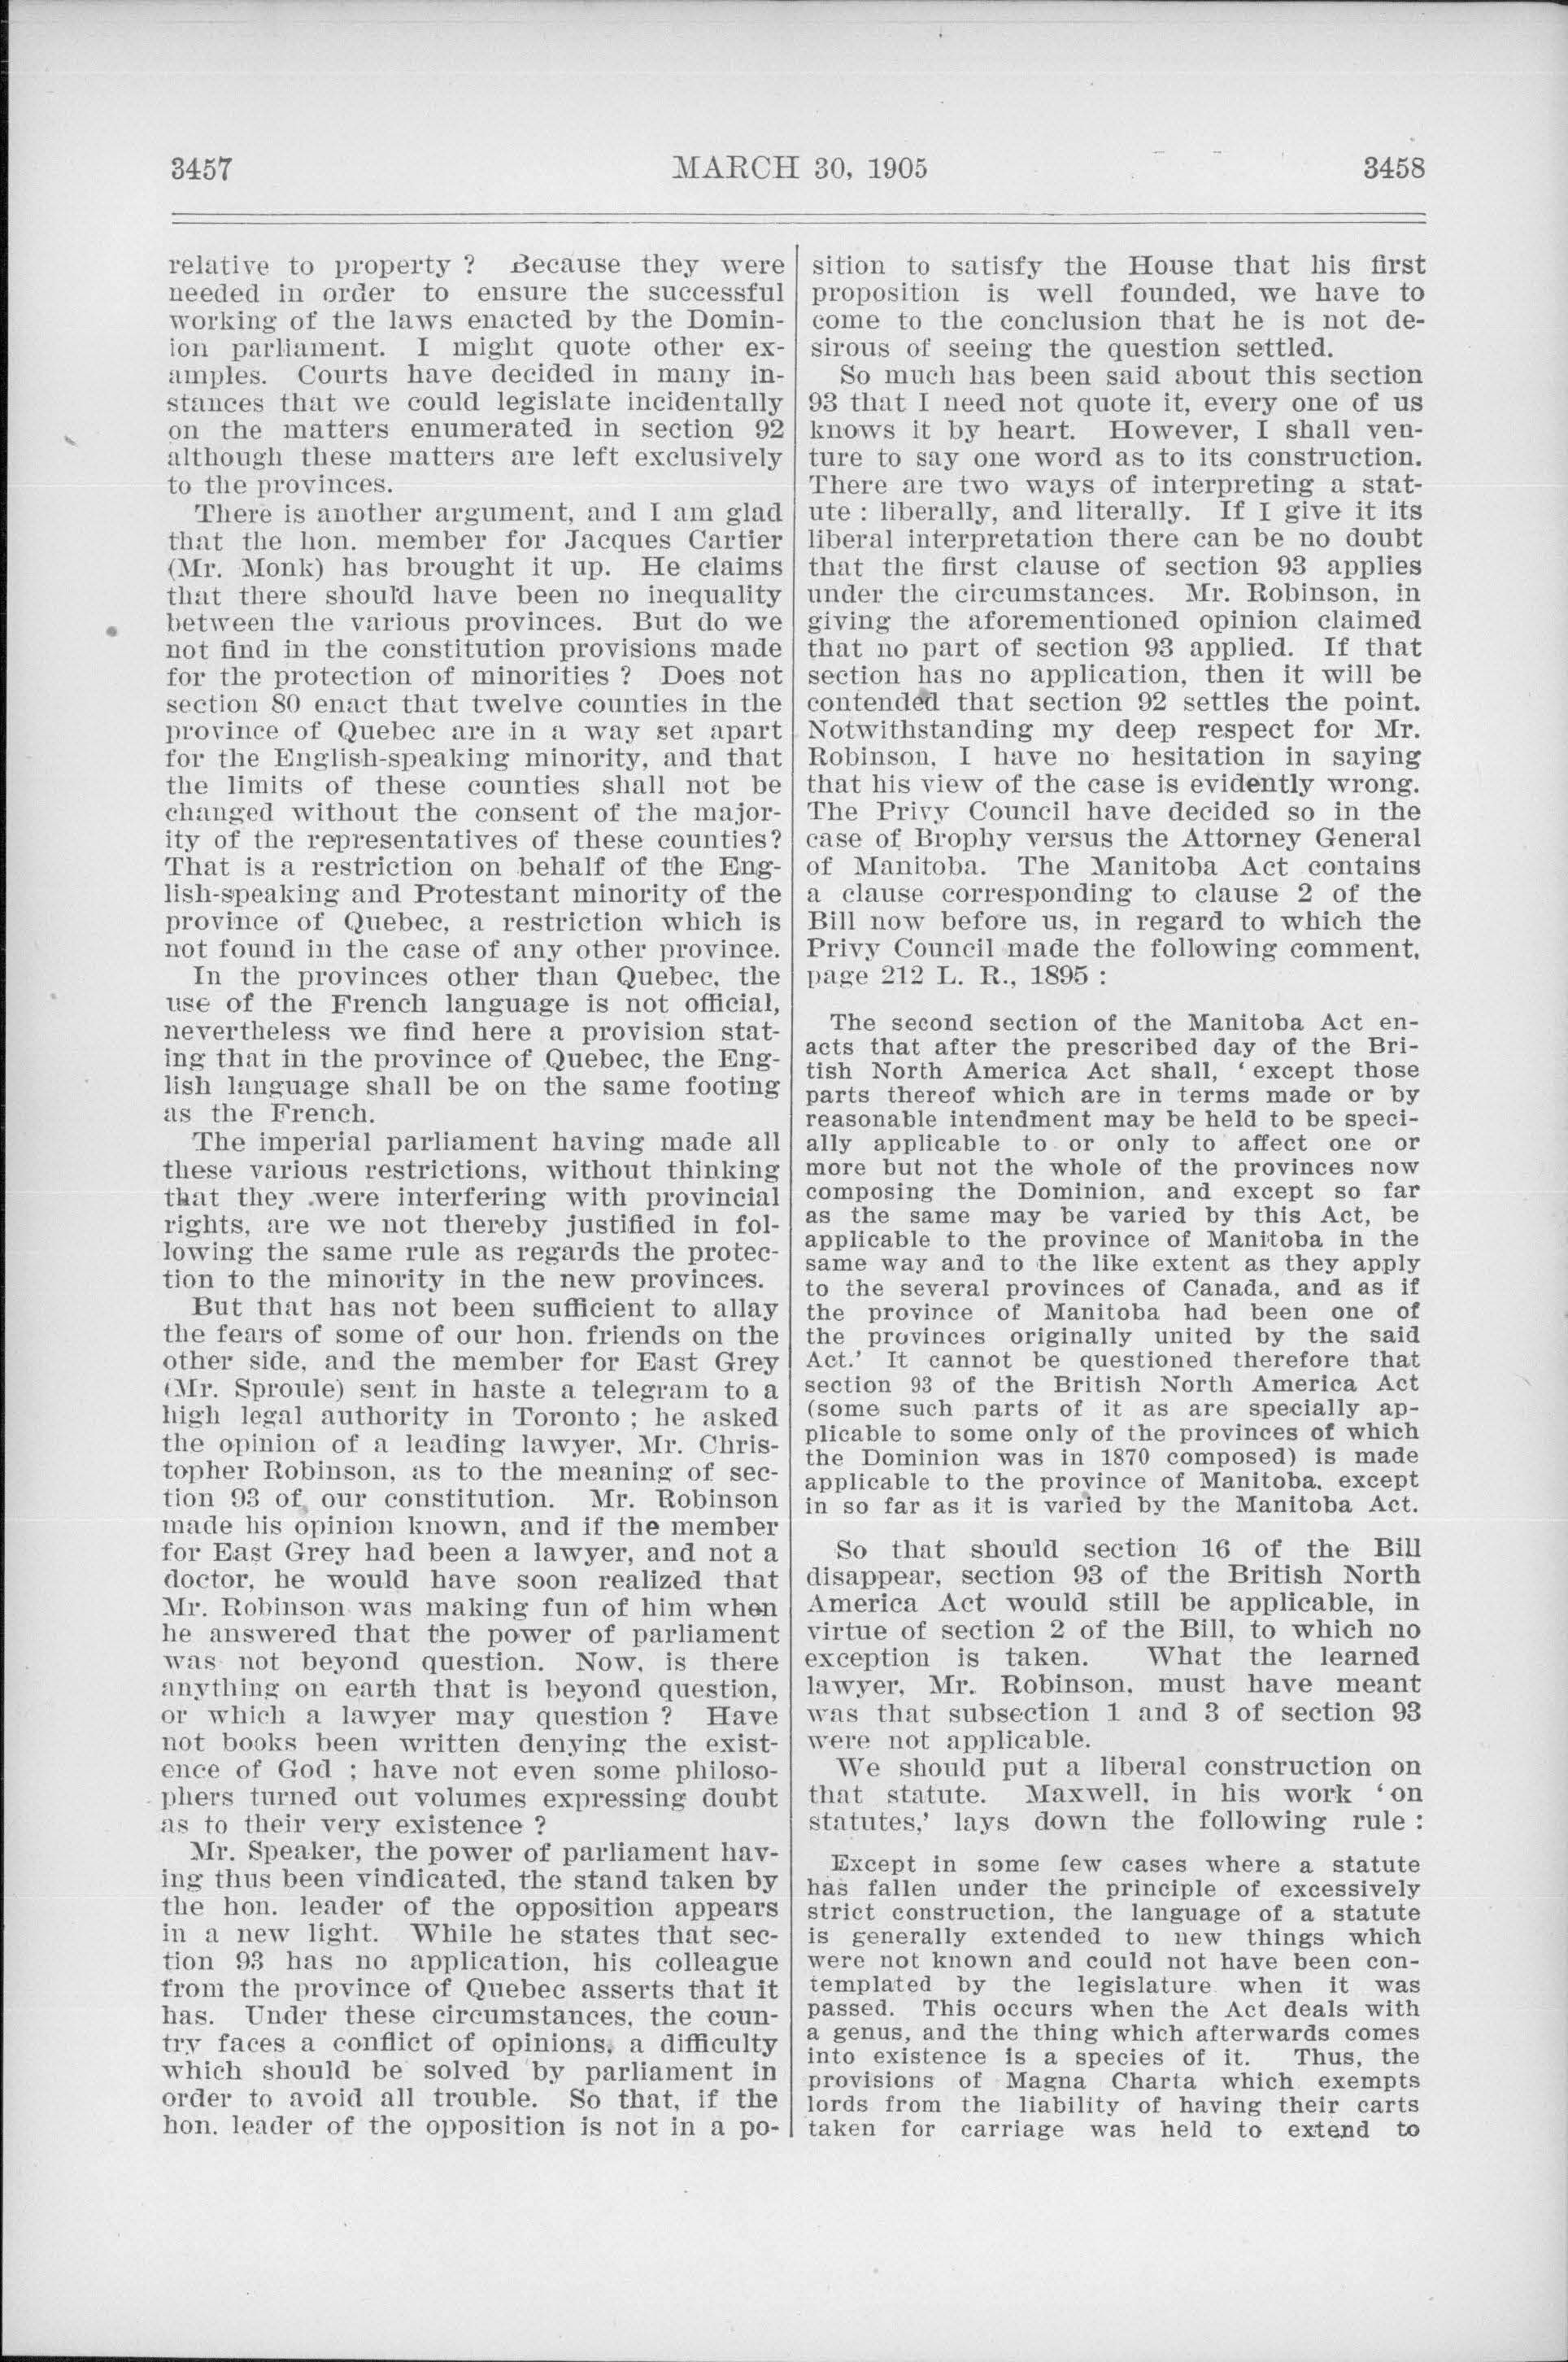 3457
MARCH 30, 1905
3458
relative to property ? Because they were
needed in order to ensure the successful
working of the laws enacted by the Domin-
ion parliament. I might quote other ex-
amples. Courts have decided in many in-
stances that we could legislate incidentally
on the matters enumerated in section 92
although these matters are left exclusively
to the provinces.
There is another argument, and I am glad
that the hon. member for Jacques Cartier
(Mr. Monk) has brought it up. He claims
that there should have been no inequality
between the various provinces. But do we
not find in the constitution provisions made
for the protection of minorities ? Does not
section 80 enact that twelve counties in the
province of Quebec are in a way set apart
for the English-speaking minority, and that
the limits of these counties shall not be
changed without the consent of the major-
ity of the representatives of these counties?
That is a restriction on behalf of the Eng-
lish-speaking and Protestant minority of the
province of Quebec, a restriction which is
not found in the case of any other province.
In the provinces other than Quebec, the
use of the French language is not official,
nevertheless we find here a provision stat-
ing that in the province of Quebec, the Eng-
lish language shall be on the same footing
as the French.
The imperial parliament having made all
these various restrictions, without thinking
that they were interfering with provincial
rights, are we not thereby justified in fol-
lowing the same rule as regards the protec-
tion to the minority in the new provinces.
But that has not been sufficient to allay
the fears of some of our hon. friends on the
other side, and the member for East Grey
(Mr. Sproule) sent in haste a telegram to a
high legal authority in Toronto ; he asked
the opinion of a leading lawyer, Mr. Chris-
topher Robinson, as to the meaning of sec-
tion 93 of our constitution. Mr. Robinson
made his opinion known, and if the member
for East Grey had been a lawyer, and not a
doctor, he would have soon realized that
Mr. Robinson was making fun of him when
he answered that the power of parliament
was not beyond question. Now, is there
anything on earth that is beyond question,
or which a lawyer may question ? Have
not books been written denying the exist-
ence of God ; have not even some philoso-
phers turned out volumes expressing doubt
as to their very existence ?
Mr. Speaker, the power of parliament hav-
ing thus been vindicated, the stand taken by
the hon. leader of the opposition appears
in a new light. While he states that sec-
tion 93 has no application, his colleague
from the province of Quebec asserts that it
has. Under these circumstances, the coun-
try faces a conflict of opinions, a difficulty
which should be solved by parliament in
order to avoid all trouble. So that, if the
hon. leader of the opposition is not in a po-
sition to satisfy the House that his first
proposition is well founded, we have to
come to the conclusion that he is not de-
sirous of seeing the question settled.
So much has been said about this section
93 that I need not quote it, every one of us
knows it by heart. However, I shall ven-
ture to say one word as to its construction.
There are two ways of interpreting a stat-
ute : liberally, and literally. If I give it its
liberal interpretation there can be no doubt
that the first clause of section 93 applies
under the circumstances. Mr. Robinson, in
giving the aforementioned opinion claimed
that no part of section 93 applied. If that
section has no application, then it will be
contended that section 92 settles the point.
Notwithstanding my deep respect for Mr.
Robinson, I have no hesitation in saying
that his view of the case is evidently wrong.
The Privy Council have decided so in the
case of Brophy versus the Attorney General
of Manitoba. The Manitoba Act contains
a clause corresponding to clause 2 of the
Bill now before us, in regard to which the
Privy Council made the following comment,
page 212 L. R., 1895 :
The second section of the Manitoba Act en-
acts that after the prescribed day of the Bri-
tish North America Act shall, ‘ except those
parts thereof which are in terms made or by
reasonable intendment may be held to be speci-
ally applicable to or only to affect one or
more but not the whole of the provinces now
composing the Dominion, and except so far
as the same may be varied by this Act, be
applicable to the province of Manitoba in the
same way and to the like extent as they apply
to the several provinces of Canada, and as if
the province of Manitoba had been one of
the provinces originally united by the said
Act.’ It cannot be questioned therefore that
section 93 of the British North America Act
(some such parts of it as are specially ap-
plicable to some only of the provinces of which
the Dominion was in 1870 composed) is made
applicable to the province of Manitoba, except
in so far as it is varied by the Manitoba Act.
So that should section 16 of the Bill
disappear, section 93 of the British North
America Act would still be applicable, in
virtue of section 2 of the Bill, to which no
exception is taken. What the learned
lawyer, Mr. Robinson, must have meant
was that subsection 1 and 3 of section 93
were not applicable.
We should put a liberal construction on
that statute. Maxwell, in his work ‘ on
statutes,’ lays down the following rule :
Except in some few cases where a statute
has fallen under the principle of excessively
strict construction, the language of a statute
is generally extended to new things which
were not known and could not have been con-
templated by the legislature when it was
passed. This occurs when the Act deals with
a genus, and the thing which afterwards comes
into existence is a species of it. Thus, the
provisions of Magna Charta which exempts
lords from the liability of having their carts
taken for carriage was held to extend to